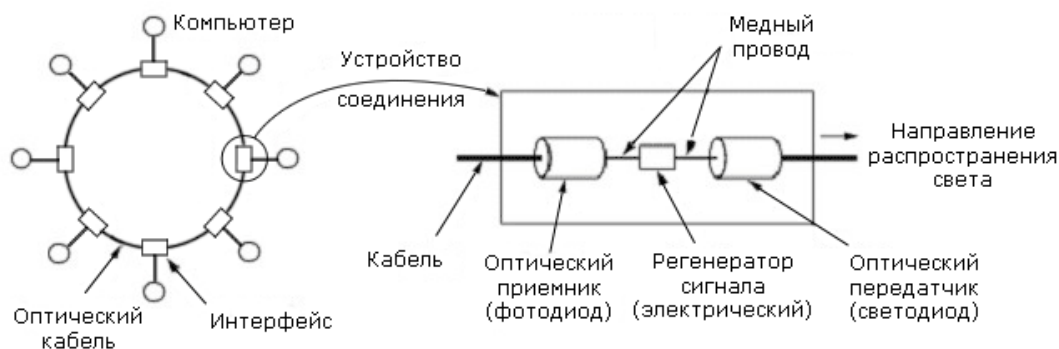 Компьютер
Устройство
соединения
Медный
провод
Направление
распространения
света
Кабель
Оптический
приемник
(фотодиод)
Регенератор
сигнала
(электрический)
Оптический
передатчик
(светодиод)
Оптический
кабель
Интерфейс